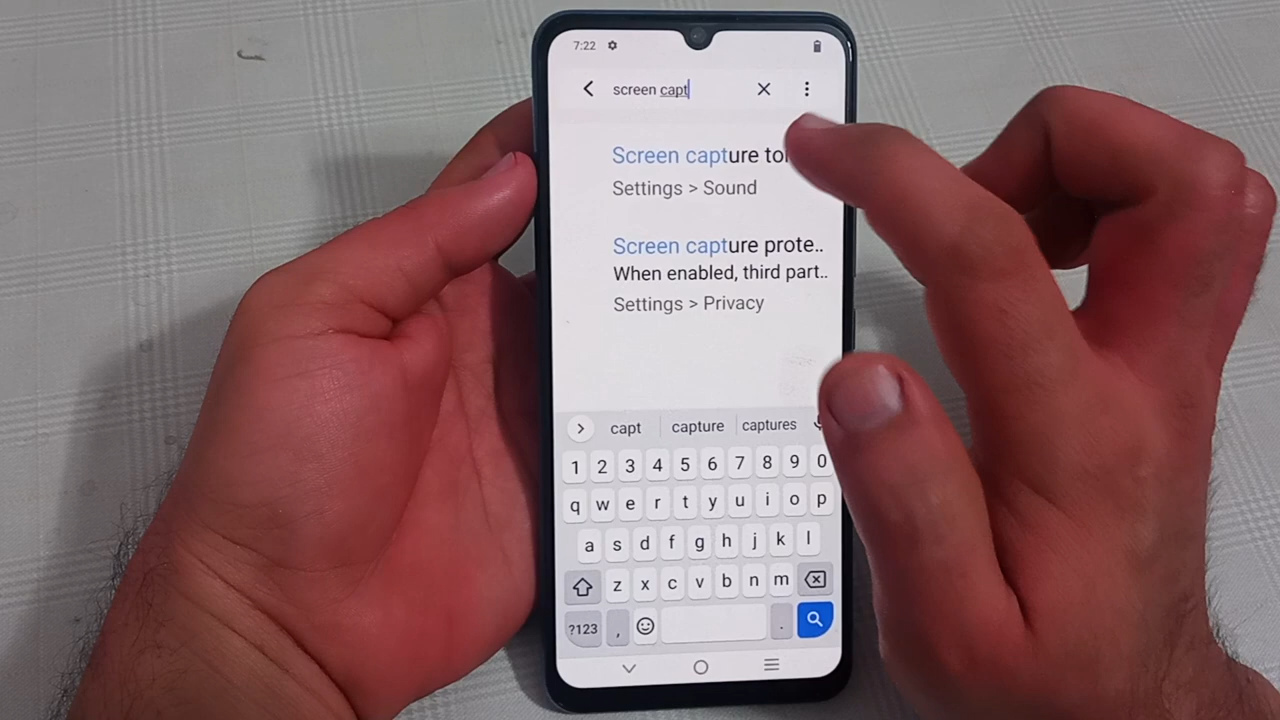 7:22
screen capt
Screen capture
Settings > Sound
Screen capture prote..
When enabled, third part..
Settings > Privacy
capt capture captures
1 2 3 4 5 6 7 8 9 0
q w e r t y u i o p
a s d f g h j k l
z x c v b n m
?123 , .